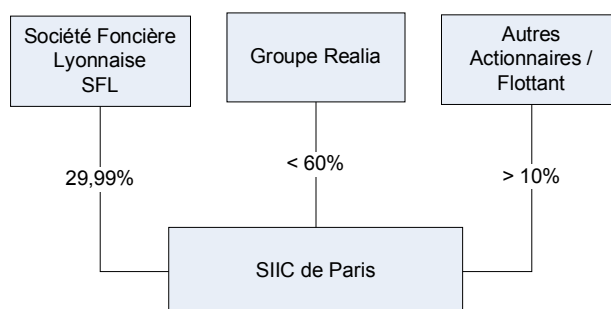 Société Foncière
Lyonnaise
SFL
Groupe Realia
Autres
Actionnaires /
Flottant
29,99%
< 60%
> 10%
SIIC de Paris